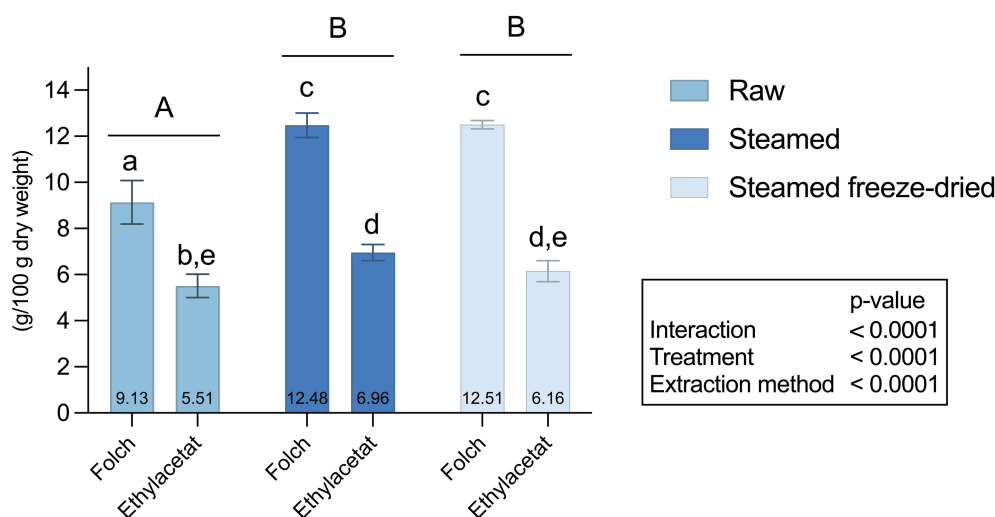 B
B
A
(g/100 g dry weight)
14
12
10
8
6
4
2
0
a
b,e
c
d
c
d,e
9.13
5.51
12.48
6.96
12.51
6.16
Folch
Ethylacetat
Folch
Ethylacetat
Folch
Ethylacetat
Raw
Steamed
Steamed freeze-dried
p-value
Interaction < 0.0001
Treatment < 0.0001
Extraction method < 0.0001